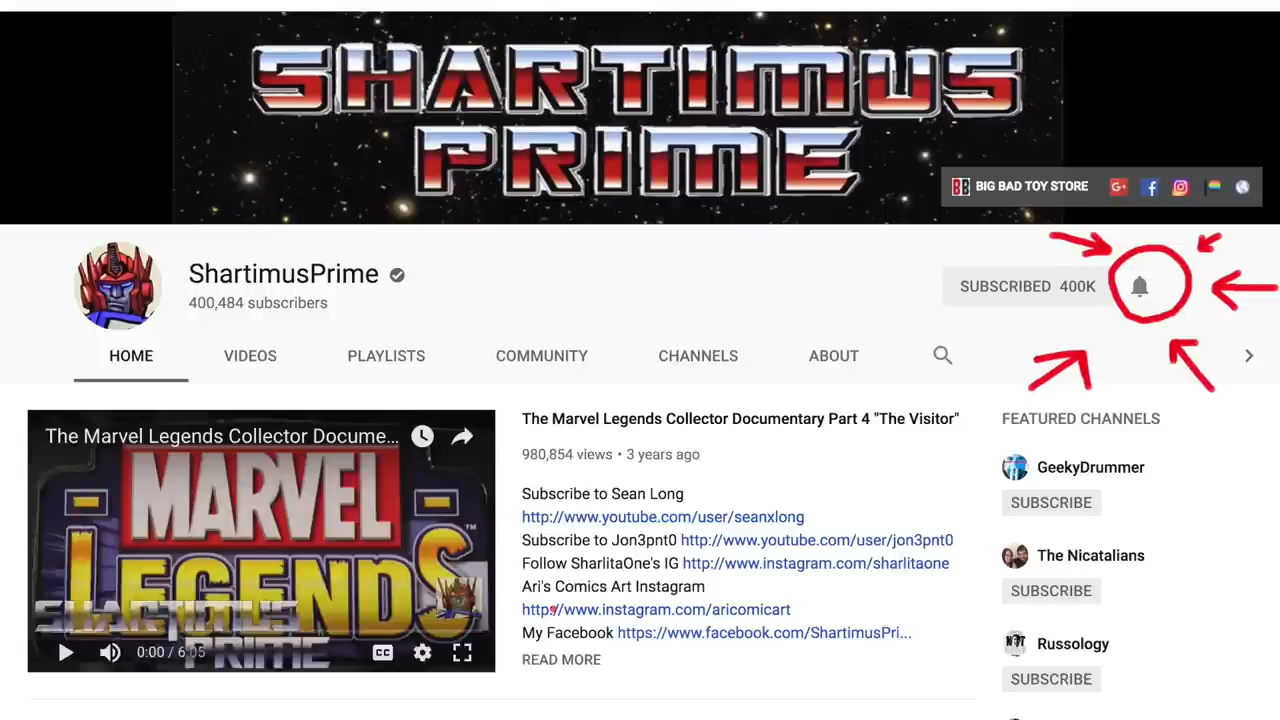 SHARTIMUS
PRIME
BIG BAD TOY STORE
ShartimusPrime
400,484 subscribers
SUBSCRIBED 400K
HOME VIDEOS PLAYLISTS COMMUNITY CHANNELS ABOUT
The Marvel Legends Collector Docume...
MARVEL
LEGENDS
TM
SHARTIMUS
PRIME
0:00 / 6:05
CC
The Marvel Legends Collector Documentary Part 4 "The Visitor"
980,854 views • 3 years ago
Subscribe to Sean Long
http://www.youtube.com/user/seanxlong
Subscribe to Jon3pnt0 http://www.youtube.com/user/jon3pnt0
Follow SharlitaOne's IG http://www.instagram.com/sharlitaone
Ari's Comics Art Instagram
http://www.instagram.com/aricomicart
My Facebook https://www.facebook.com/ShartimusPri...
READ MORE
FEATURED CHANNELS
GeekyDrummer
SUBSCRIBE
The Nicatalians
SUBSCRIBE
Russology
SUBSCRIBE